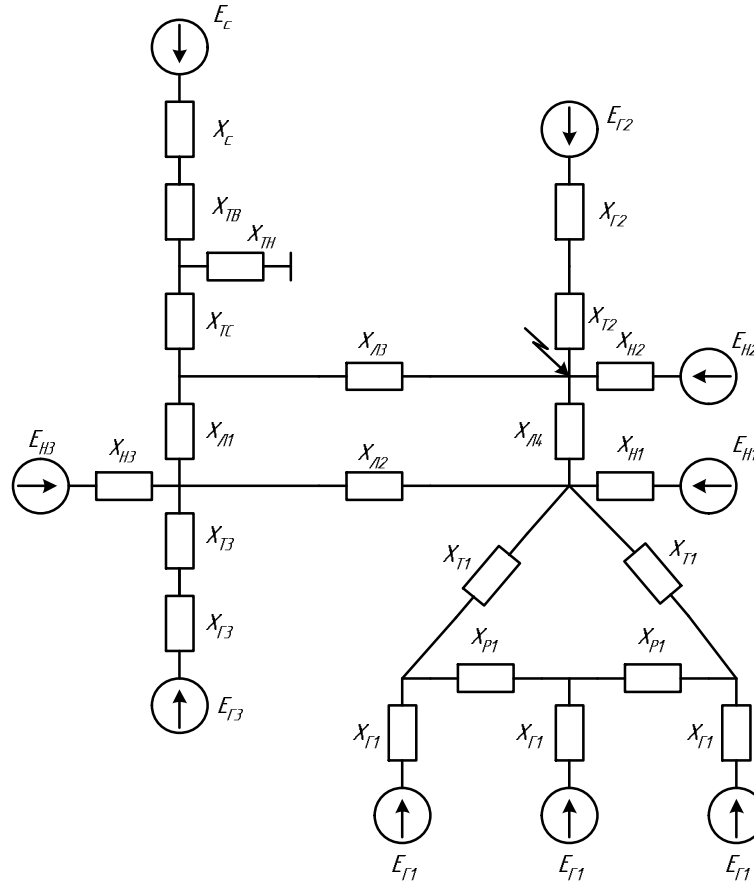 E_С
X_С
E_Г2
X_ТВ
X_Г2
X_ТН
X_ТС
X_Т2
X_Л3
X_Н2
E_Н2
E_Н3
X_Н3
X_Л1
X_Л2
X_Л4
X_Н1
E_Н1
X_Т3
X_Т1
X_Т1
X_Г3
X_Р1
X_Р1
E_Г3
X_Г1
X_Г1
X_Г1
E_Г1
E_Г1
E_Г1